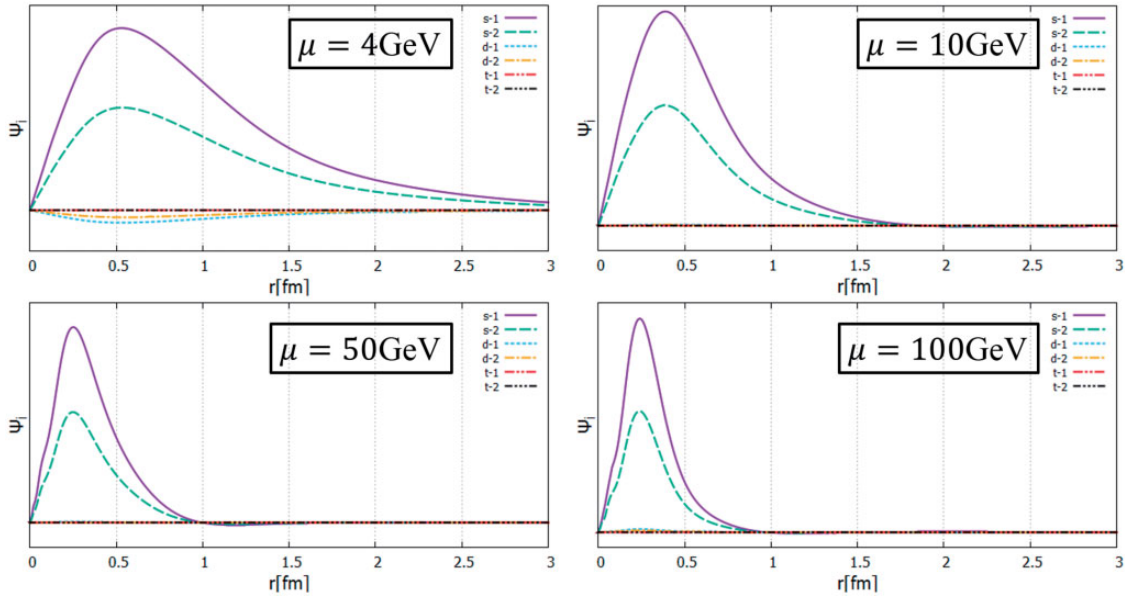 μ = 4GeV
s-1
s-2
d-1
d-2
t-1
t-2
Ψi
0 0.5 1 1.5 2 2.5 3
r[fm]
μ = 10GeV
s-1
s-2
d-1
d-2
t-1
t-2
Ψi
0 0.5 1 1.5 2 2.5 3
r[fm]
μ = 50GeV
s-1
s-2
d-1
d-2
t-1
t-2
Ψi
0 0.5 1 1.5 2 2.5 3
r[fm]
μ = 100GeV
s-1
s-2
d-1
d-2
t-1
t-2
Ψi
0 0.5 1 1.5 2 2.5 3
r[fm]